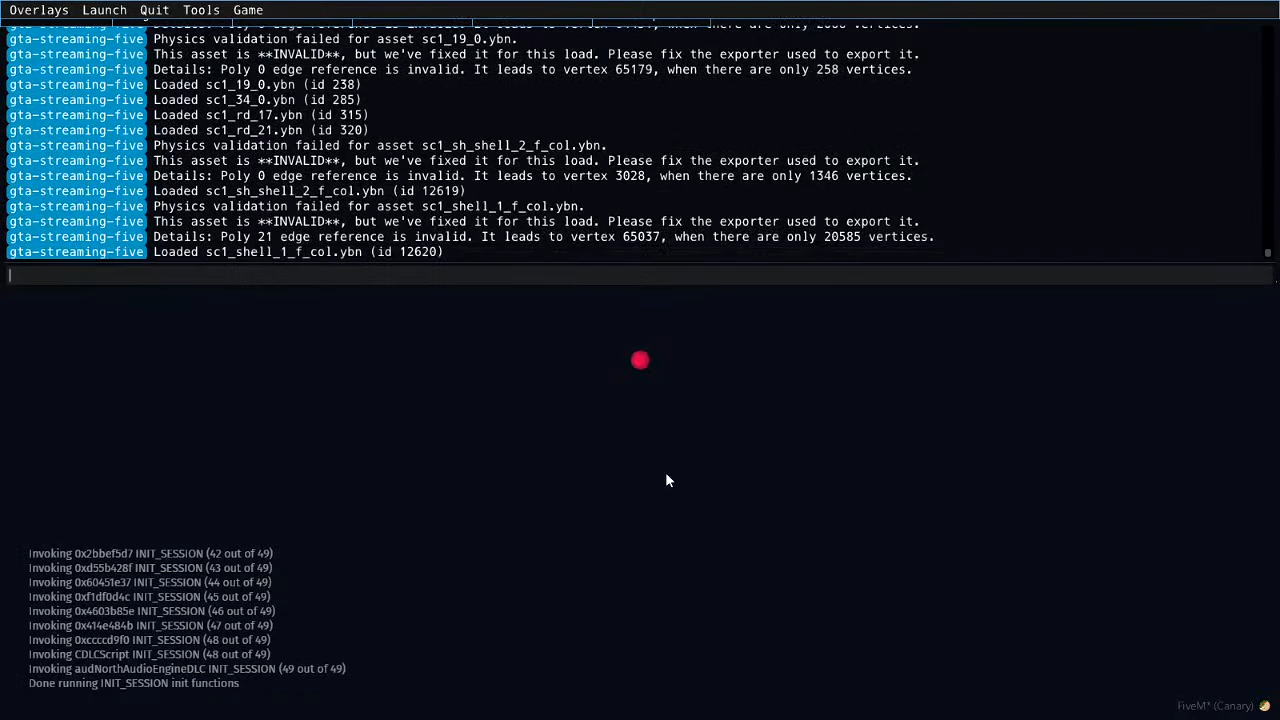 Overlays Launch Quit Tools Game
gta-streaming-five Physics validation failed for asset sc1_19_0.ybn.
gta-streaming-five This asset is **INVALID**, but we've fixed it for this load. Please fix the exporter used to export it.
gta-streaming-five Details: Poly 0 edge reference is invalid. It leads to vertex 65179, when there are only 258 vertices.
gta-streaming-five Loaded sc1_19_0.ybn (id 238)
gta-streaming-five Loaded sc1_34_0.ybn (id 285)
gta-streaming-five Loaded sc1_rd_17.ybn (id 315)
gta-streaming-five Loaded sc1_rd_21.ybn (id 320)
gta-streaming-five Physics validation failed for asset sc1_sh_shell_2_f_col.ybn.
gta-streaming-five This asset is **INVALID**, but we've fixed it for this load. Please fix the exporter used to export it.
gta-streaming-five Details: Poly 0 edge reference is invalid. It leads to vertex 3028, when there are only 1346 vertices.
gta-streaming-five Loaded sc1_sh_shell_2_f_col.ybn (id 12619)
gta-streaming-five Physics validation failed for asset sc1_shell_1_f_col.ybn.
gta-streaming-five This asset is **INVALID**, but we've fixed it for this load. Please fix the exporter used to export it.
gta-streaming-five Details: Poly 21 edge reference is invalid. It leads to vertex 65037, when there are only 20585 vertices.
gta-streaming-five Loaded sc1_shell_1_f_col.ybn (id 12620)
Invoking 0x2bbef5d7 INIT_SESSION (42 out of 49)
Invoking 0xd55b428f INIT_SESSION (43 out of 49)
Invoking 0x60451e37 INIT_SESSION (44 out of 49)
Invoking 0xf1df0d4c INIT_SESSION (45 out of 49)
Invoking 0x4603b85e INIT_SESSION (46 out of 49)
Invoking 0x414e484b INIT_SESSION (47 out of 49)
Invoking 0xccccd9f0 INIT_SESSION (48 out of 49)
Invoking CDLCScript INIT_SESSION (48 out of 49)
Invoking audNorthAudioEngineDLC INIT_SESSION (49 out of 49)
Done running INIT_SESSION init functions
FiveM* (Canary)